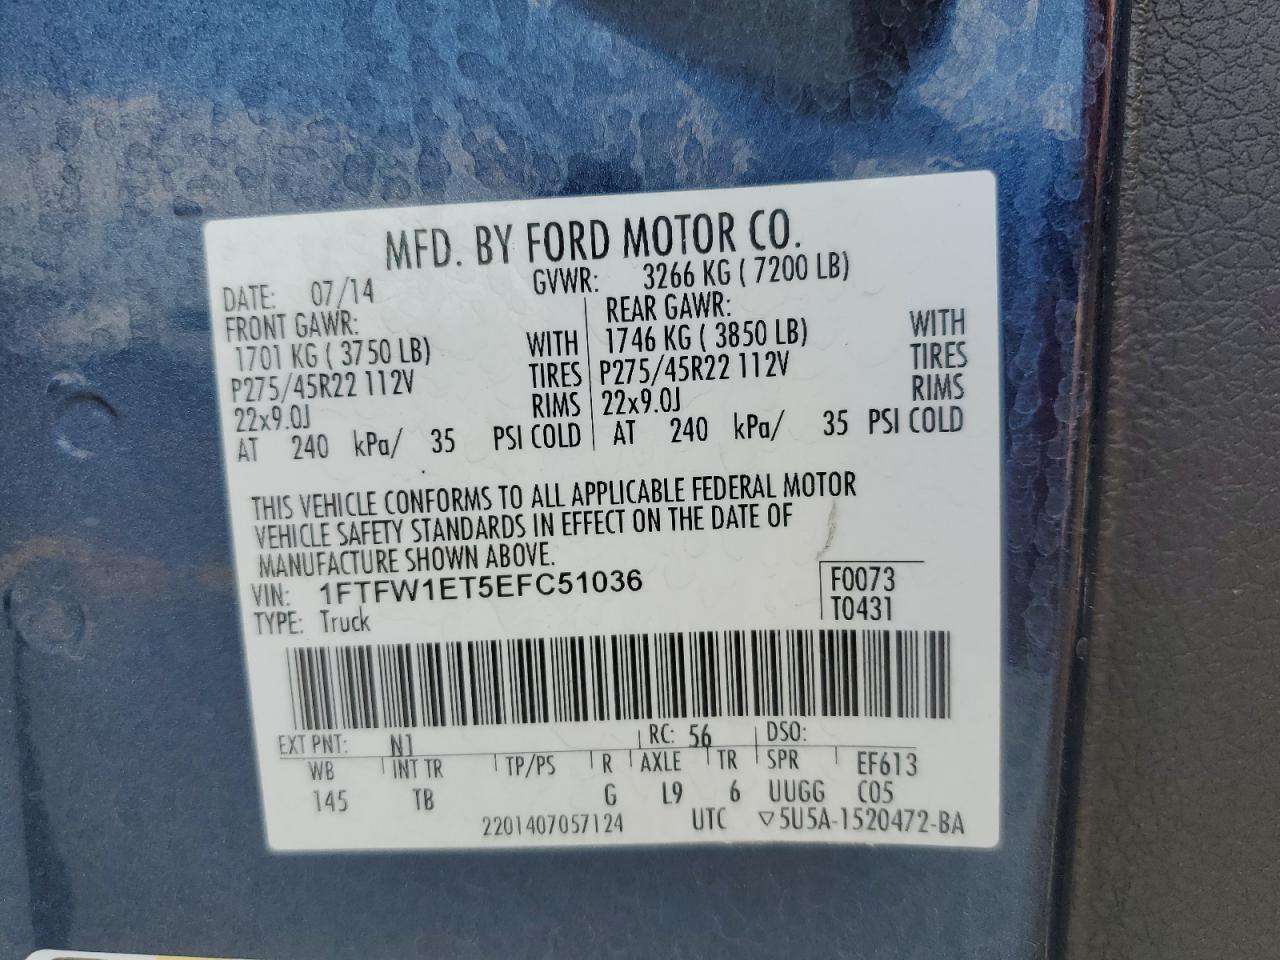 MFD. BY FORD MOTOR CO.
DATE: 07/14 GVWR: 3266 KG ( 7200 LB)
FRONT GAWR: REAR GAWR:
1701 KG ( 3750 LB) WITH 1746 KG ( 3850 LB) WITH
P275/45R22 112V TIRES P275/45R22 112V TIRES
22x9.0J RIMS 22x9.0J RIMS
AT 240 kPa/ 35 PSI COLD AT 240 kPa/ 35 PSI COLD
THIS VEHICLE CONFORMS TO ALL APPLICABLE FEDERAL MOTOR
VEHICLE SAFETY STANDARDS IN EFFECT ON THE DATE OF
MANUFACTURE SHOWN ABOVE.
VIN: 1FTFW1ET5EFC51036 F0073
TYPE: Truck T0431
EXT PNT: N1 RC: 56 DSO:
WB INT TR TP/PS R AXLE TR SPR EF613
145 TB G L9 6 UUGG C05
2201407057124 UTC ▽5U5A-1520472-BA